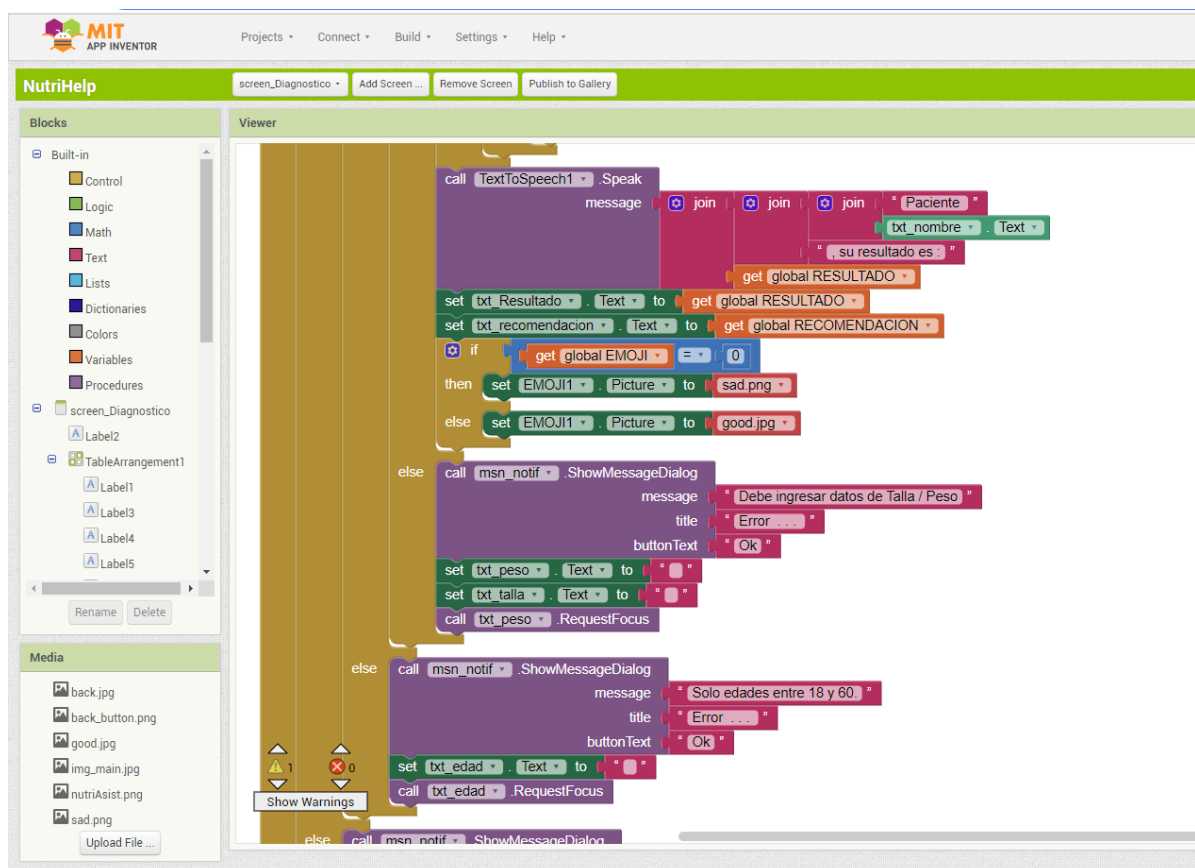 MIT
APP INVENTOR
Projects Connect Build Settings Help
NutriHelp
screen_Diagnostico Add Screen ... Remove Screen Publish to Gallery
Blocks
Built-in
Control
Logic
Math
Text
Lists
Dictionaries
Colors
Variables
Procedures
screen_Diagnostico
Label2
TableArrangement1
Label1
Label3
Label4
Label5
Rename Delete
Media
back.jpg
back_button.png
good.jpg
img_main.jpg
nutriAsist.png
sad.png
Upload File ...
Viewer
call TextToSpeech1 .Speak
message join join join " Paciente "
txt_nombre . Text
" , su resultado es : "
get global RESULTADO
set txt_Resultado . Text to get global RESULTADO
set txt_recomendacion . Text to get global RECOMENDACION
if get global EMOJI = 0
then set EMOJI1 . Picture to sad.png
else set EMOJI1 . Picture to good.jpg
else call msn_notif .ShowMessageDialog
message " Debe ingresar datos de Talla / Peso "
title " Error . . . "
buttonText " Ok "
set txt_peso . Text to " "
set txt_talla . Text to " "
call txt_peso .RequestFocus
else call msn_notif .ShowMessageDialog
message " Solo edades entre 18 y 60. "
title " Error . . . "
buttonText " Ok "
set txt_edad . Text to " "
call txt_edad .RequestFocus
1 0
Show Warnings
else call msn_notif .ShowMessageDialog